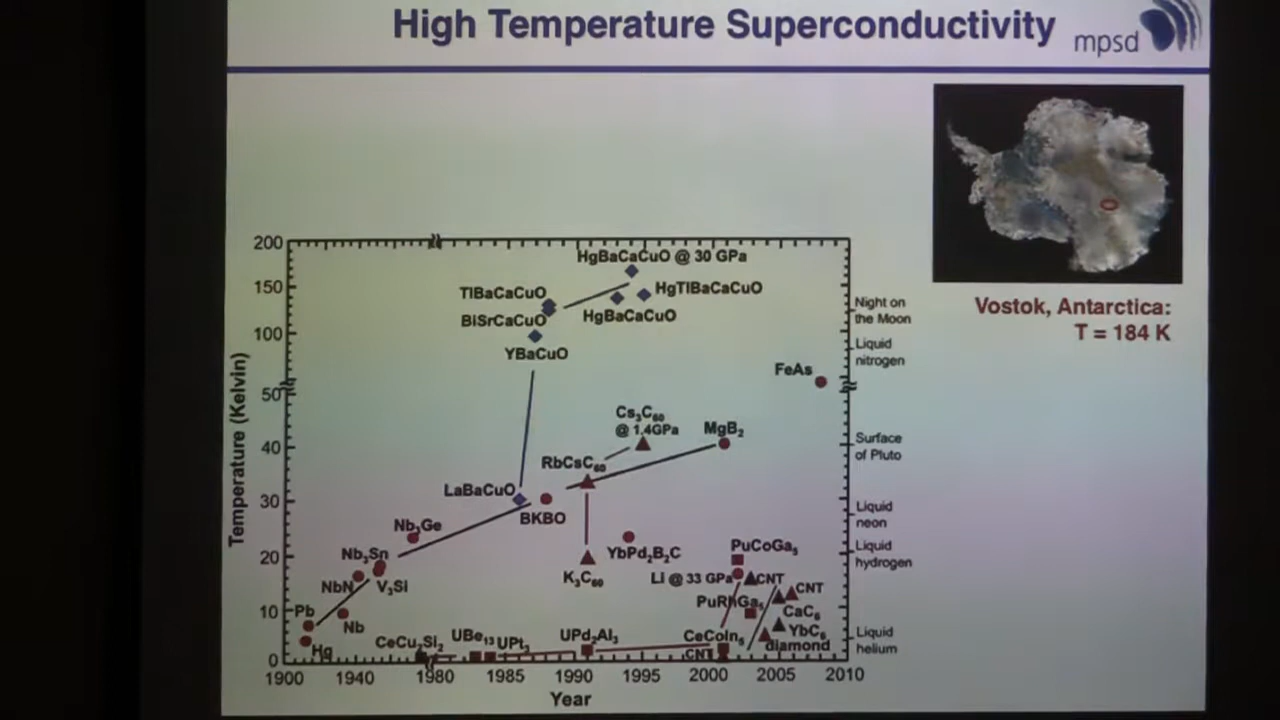 High Temperature Superconductivity
mpsd
Vostok, Antarctica:
T = 184 K
Temperature (Kelvin)
200
150
100
50
40
30
20
10
0
HgBaCaCuO @ 30 GPa
TlBaCaCuO
HgTlBaCaCuO
BiSrCaCuO
HgBaCaCuO
YBaCuO
FeAs
Cs₃C₆₀
@ 1.4GPa
MgB₂
RbCsC₆₀
LaBaCuO
BKBO
Nb₃Ge
Nb₃Sn
YbPd₂B₂C
PuCoGa₅
K₃C₆₀
Li @ 33 GPa
CNT
NbN
V₃Si
CNT
PuRhGa₅
Pb
CaC₆
Nb
YbC₆
Hg
CeCu₂Si₂
UBe₁₃
UPt₃
UPd₂Al₃
CeCoIn₅
diamond
CNT
Night on
the Moon
Liquid
nitrogen
Surface
of Pluto
Liquid
neon
Liquid
hydrogen
Liquid
helium
1900
1940
1980
1985
1990
1995
2000
2005
2010
Year